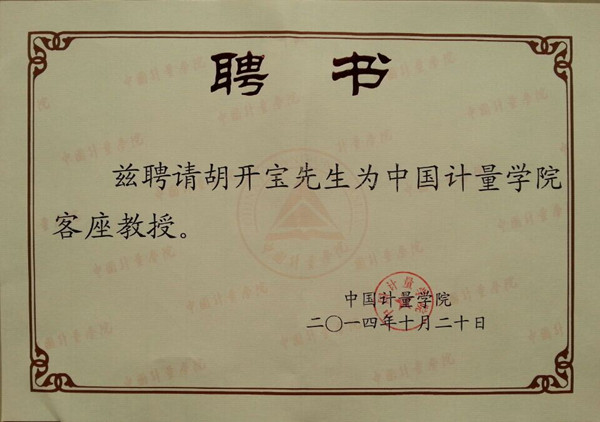 聘 书
兹聘请胡开宝先生为中国计量学院
客座教授。
中国计量学院
二〇一四年十月二十日